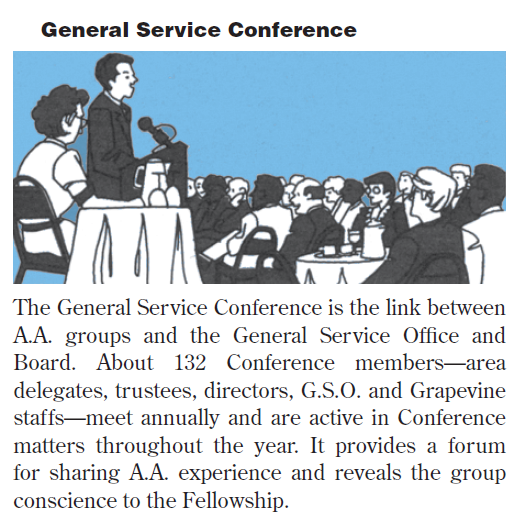 General Service Conference
The General Service Conference is the link between
A.A. groups and the General Service Office and
Board. About 132 Conference members—area
delegates, trustees, directors, G.S.O. and Grapevine
staffs—meet annually and are active in Conference
matters throughout the year. It provides a forum
for sharing A.A. experience and reveals the group
conscience to the Fellowship.